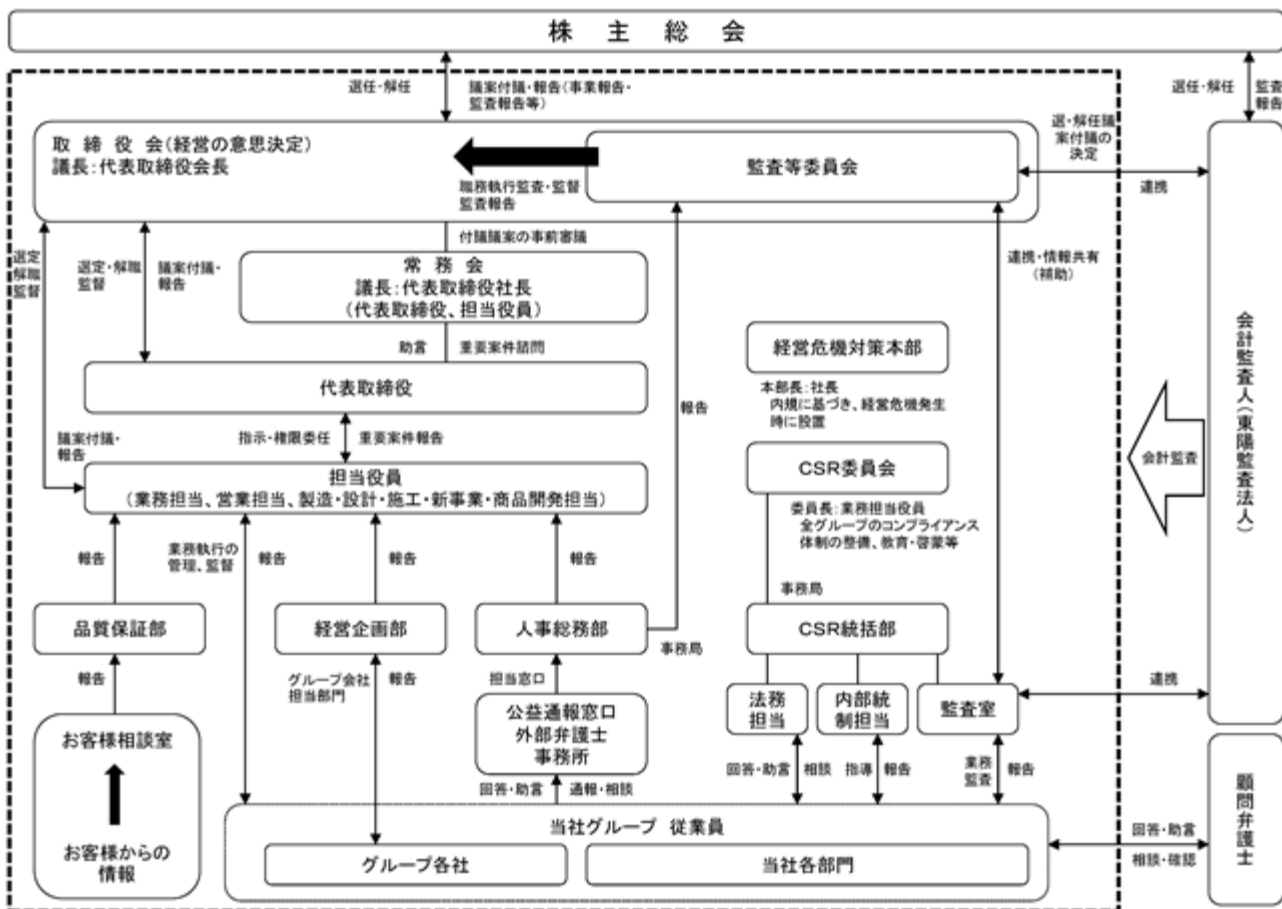 株主総会
選任・解任
議案付議・報告(事業報告・
監査報告等)
選任・解任
監査
報告
取締役会(経営の意思決定)
議長:代表取締役会長
監査等委員会
職務執行監査・監督
監査報告
選・解任議
案付議の
決定
連携
付議議案の事前審議
選定
解職
監督
選定・解職
監督
議案付議・
報告
常務会
議長:代表取締役社長
(代表取締役、担当役員)
連携・情報共有
(補助)
助言
重要案件諮問
経営危機対策本部
本部長:社長
内規に基づき、経営危機発生
時に設置
代表取締役
報告
指示・権限委任
重要案件報告
議案付議・
報告
担当役員
(業務担当、営業担当、製造・設計・施工・新事業・商品開発担当)
CSR委員会
委員長:業務担当役員
全グループのコンプライアンス
体制の整備、教育・啓蒙等
会計監査
会計監査人(東陽監査法人)
報告
業務執行の
管理、監督
報告
報告
報告
事務局
品質保証部
経営企画部
人事総務部
事務局
CSR統括部
報告
グループ会社
担当部門
報告
担当窓口
法務
担当
内部統
制担当
監査室
連携
お客様相談室
公益通報窓口
外部弁護士
事務所
回答・助言
相談
指導
報告
業務
監査
報告
回答・助言
通報・相談
お客様からの
情報
当社グループ 従業員
グループ各社
当社各部門
回答・助言
相談・確認
顧問弁護士